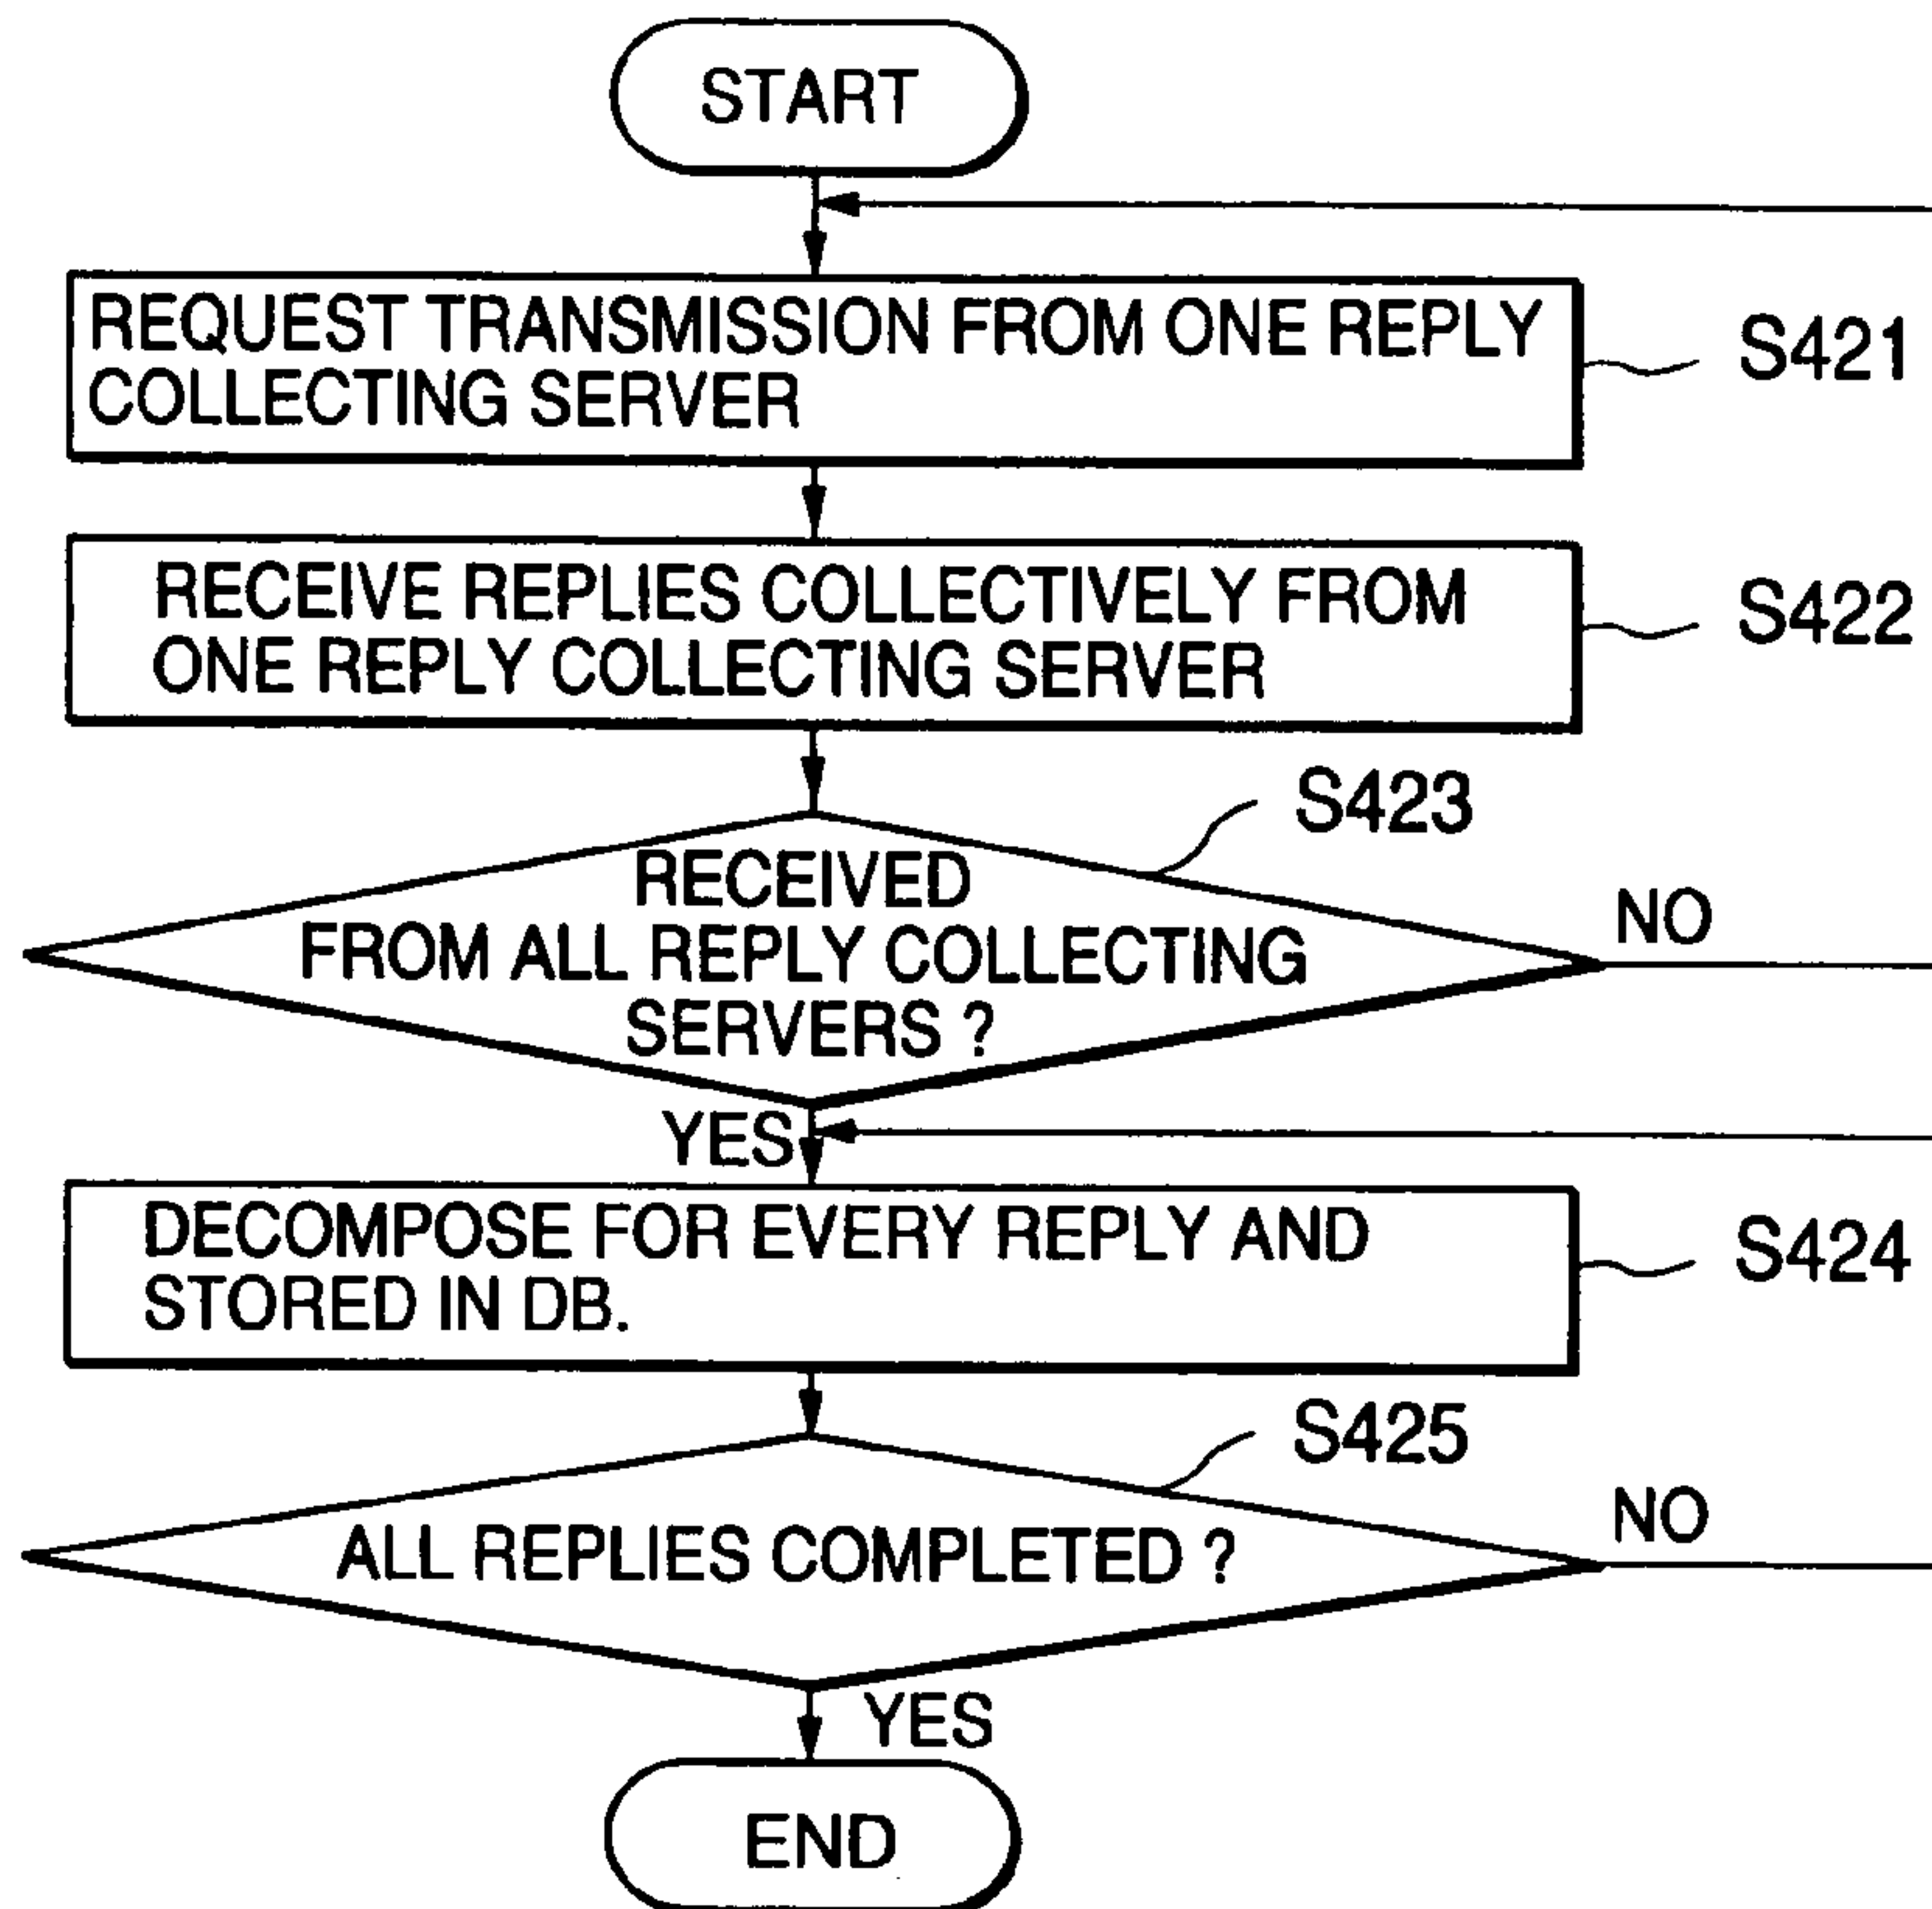 START
REQUEST TRANSMISSION FROM ONE REPLY
COLLECTING SERVER
S421
RECEIVE REPLIES COLLECTIVELY FROM
ONE REPLY COLLECTING SERVER
S422
S423
RECEIVED
FROM ALL REPLY COLLECTING
SERVERS ?
NO
YES
DECOMPOSE FOR EVERY REPLY AND
STORED IN DB.
S424
S425
ALL REPLIES COMPLETED ?
NO
YES
END